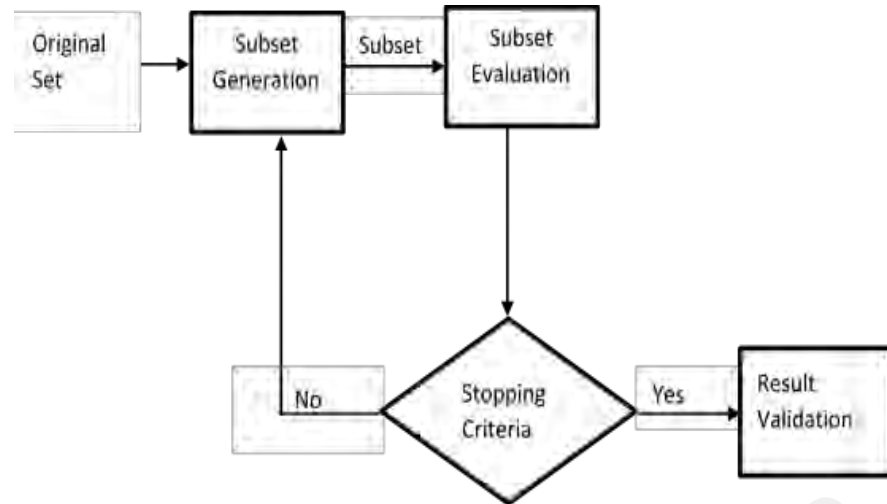 Original
Set
Subset
Generation
Subset
Subset
Evaluation
No
Stopping
Criteria
Yes
Result
Validation